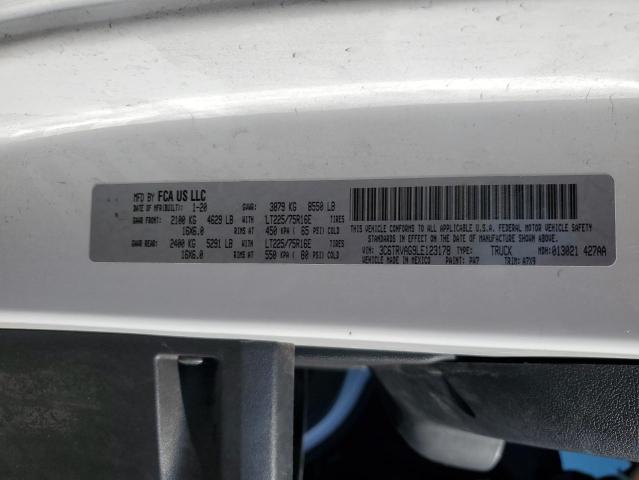 MFD BY FCA US LLC
DATE OF MFR(BUILT): 1-20 GVWR: 3879 KG 8550 LB
GAWR FRONT: 2100 KG 4629 LB WITH LT225/75R16E TIRES
16X6.0 RIMS AT 450 KPA ( 65 PSI) COLD
GAWR REAR: 2400 KG 5291 LB WITH LT225/75R16E TIRES
16X6.0 RIMS AT 550 KPA ( 80 PSI) COLD
THIS VEHICLE CONFORMS TO ALL APPLICABLE U.S.A. FEDERAL MOTOR VEHICLE SAFETY
STANDARDS IN EFFECT ON THE DATE OF MANUFACTURE SHOWN ABOVE.
VIN: 3C6TRVAG9LE123178 TYPE: TRUCK MDH: 013021 427AA
VEHICLE MADE IN MEXICO PAINT: PW7 TRIM: A7X9